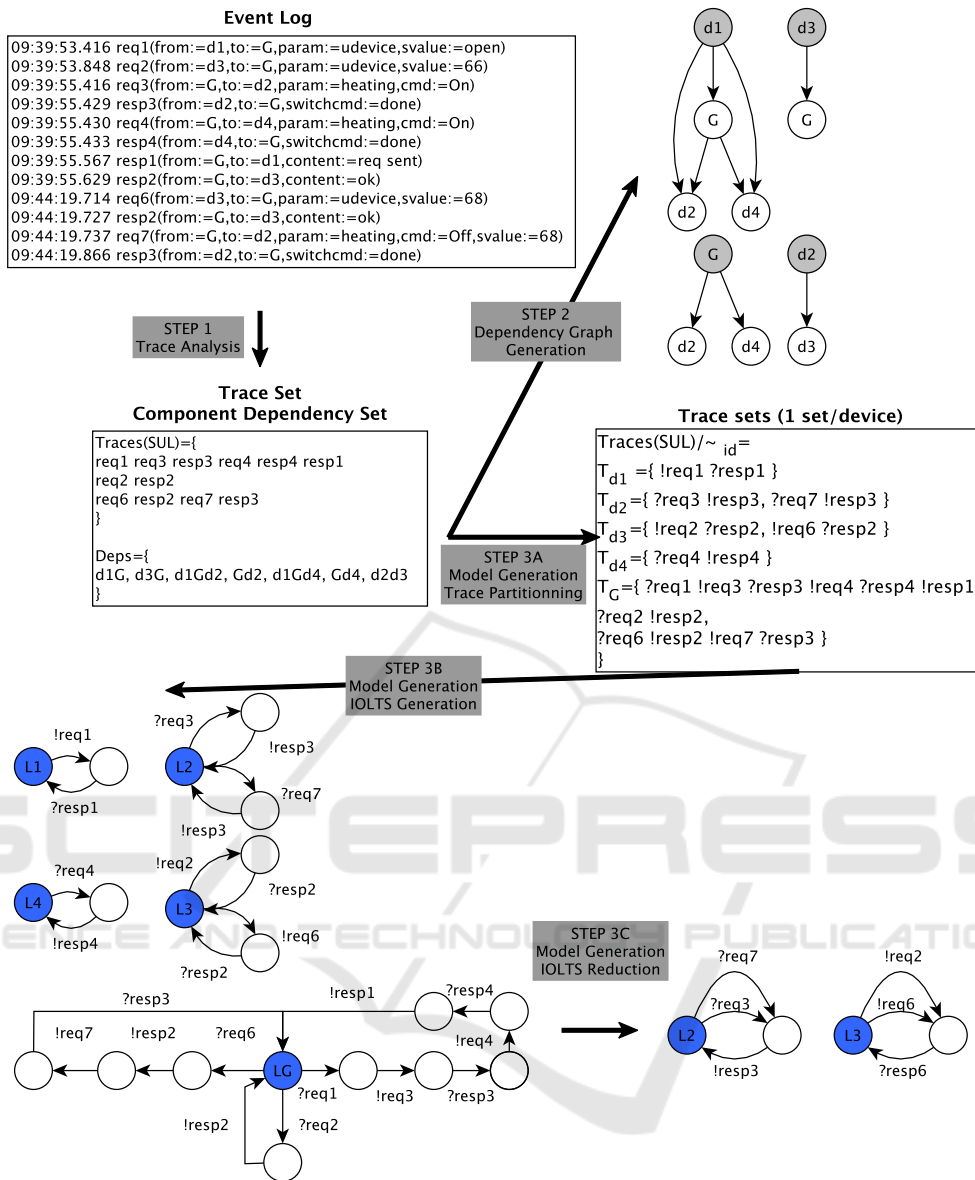 Event Log
09:39:53.416 req1(from:=d1,to:=G,param:=udevice,svalue:=open)
09:39:53.848 req2(from:=d3,to:=G,param:=udevice,svalue:=66)
09:39:55.416 req3(from:=G,to:=d2,param:=heating,cmd:=On)
09:39:55.429 resp3(from:=d2,to:=G,switchcmd:=done)
09:39:55.430 req4(from:=G,to:=d4,param:=heating,cmd:=On)
09:39:55.433 resp4(from:=d4,to:=G,switchcmd:=done)
09:39:55.567 resp1(from:=G,to:=d1,content:=req sent)
09:39:55.629 resp2(from:=G,to:=d3,content:=ok)
09:44:19.714 req6(from:=d3,to:=G,param:=udevice,svalue:=68)
09:44:19.727 resp2(from:=G,to:=d3,content:=ok)
09:44:19.737 req7(from:=G,to:=d2,param:=heating,cmd:=Off,svalue:=68)
09:44:19.866 resp3(from:=d2,to:=G,switchcmd:=done)
d1
d3
G
G
d2
d4
G
d2
d2
d4
d3
STEP 1
Trace Analysis
STEP 2
Dependency Graph
Generation
Trace Set
Component Dependency Set
Traces(SUL)={
req1 req3 resp3 req4 resp4 resp1
req2 resp2
req6 resp2 req7 resp3
}
Deps={
d1G, d3G, d1Gd2, Gd2, d1Gd4, Gd4, d2d3
}
STEP 3A
Model Generation
Trace Partitionning
Trace sets (1 set/device)
Traces(SUL)/~ id=
Td1 ={ !req1 ?resp1 }
Td2={ ?req3 !resp3, ?req7 !resp3 }
Td3={ !req2 ?resp2, !req6 ?resp2 }
Td4={ ?req4 !resp4 }
TG={ ?req1 !req3 ?resp3 !req4 ?resp4 !resp1
?req2 !resp2,
?req6 !resp2 !req7 ?resp3 }
}
STEP 3B
Model Generation
IOLTS Generation
!req1
L1
?resp1
?req3
L2
!resp3
?req7
!resp3
?req4
L4
!resp4
!req2
L3
?resp2
!req6
?resp2
SCITEPRESS
SCIENCE AND TECHNOLOGY PUBLICATIONS
STEP 3C
Model Generation
IOLTS Reduction
?resp3
!resp1
?resp4
!req7
!resp2
?req6
!req4
LG
?req1
!req3
?resp3
!resp2
?req2
?req7
?req3
L2
!resp3
!req2
!req6
L3
?resp6